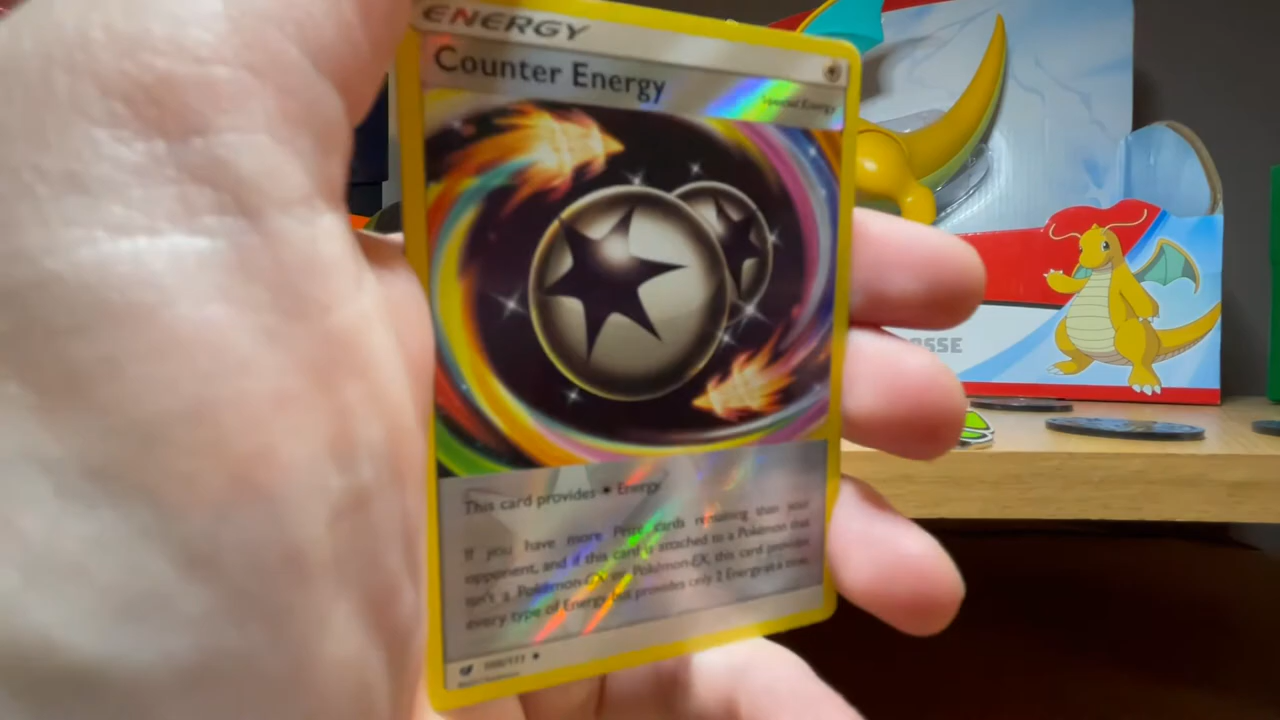 ENERGY
Counter Energy
Special Energy
This card provides Energy
If you have more Prize cards remaining than your
opponent, and if this card is attached to a Pokémon that
isn't a Pokémon-GX or Pokémon-EX, this card provides
every type of Energy but provides only 2 Energy at a time.
100/111
OSSE